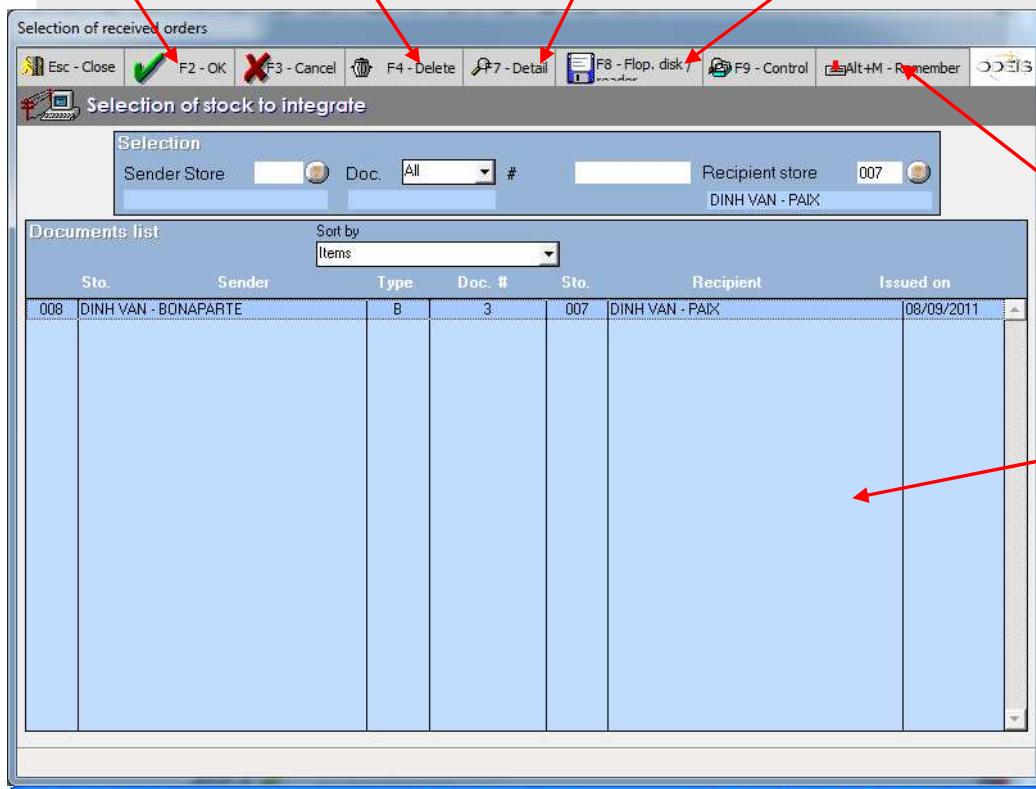 Selection of received orders
Esc - Close F2 - OK F3 - Cancel F4 - Delete F7 - Detail F8 - Flop. disk / reader F9 - Control Alt+M - Remember
Selection of stock to integrate
Selection
Sender Store Doc. All # Recipient store 007
DINH VAN - PAIX
Documents list Sort by
Items
Sto. Sender Type Doc. # Sto. Recipient Issued on
008 DINH VAN - BONAPARTE B 3 007 DINH VAN - PAIX 08/09/2011